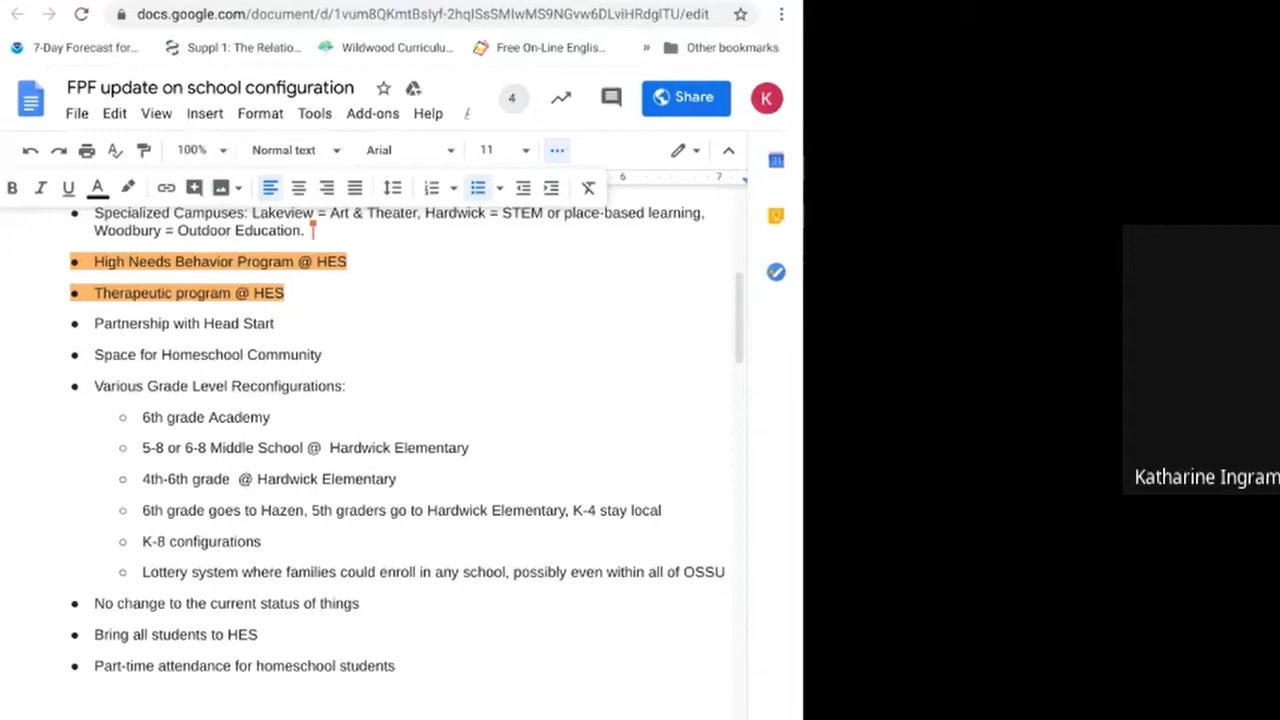 docs.google.com/document/d/1vum8QKmtBsIyf-2hqISsSMIwMS9NGvw6DLviHRdglTU/edit
7-Day Forecast for... Suppl 1: The Relatio... Wildwood Curriculu... Free On-Line Englis... » Other bookmarks
FPF update on school configuration
4 Share K
File Edit View Insert Format Tools Add-ons Help
100% Normal text Arial 11
B I U A
6 7
● Specialized Campuses: Lakeview = Art & Theater, Hardwick = STEM or place-based learning,
Woodbury = Outdoor Education.
● High Needs Behavior Program @ HES
● Therapeutic program @ HES
● Partnership with Head Start
● Space for Homeschool Community
● Various Grade Level Reconfigurations:
○ 6th grade Academy
○ 5-8 or 6-8 Middle School @ Hardwick Elementary
○ 4th-6th grade @ Hardwick Elementary
○ 6th grade goes to Hazen, 5th graders go to Hardwick Elementary, K-4 stay local
○ K-8 configurations
○ Lottery system where families could enroll in any school, possibly even within all of OSSU
● No change to the current status of things
● Bring all students to HES
● Part-time attendance for homeschool students
Katharine Ingram